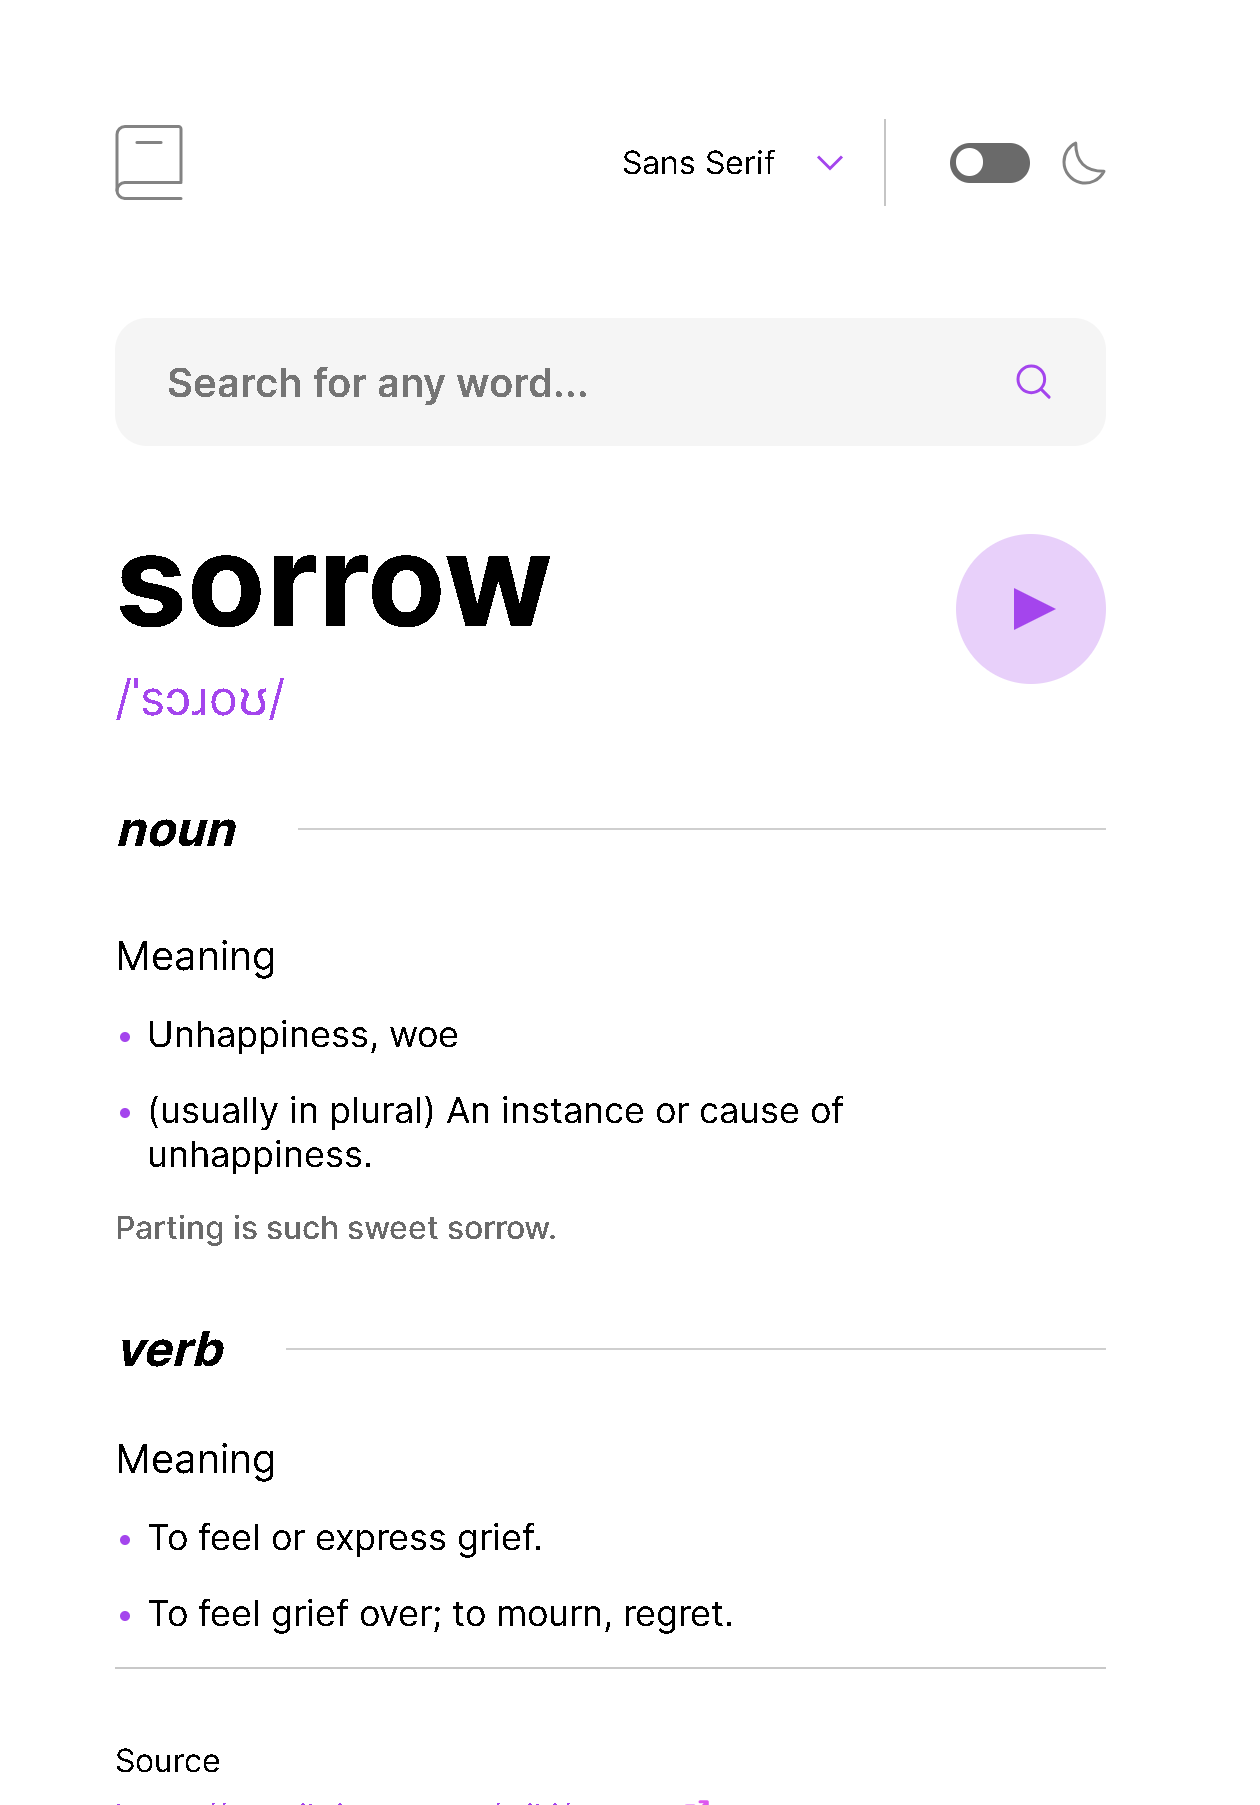 Sans Serif
Search for any word...
sorrow
/ˈsɔɹoʊ/
noun
Meaning
• Unhappiness, woe
• (usually in plural) An instance or cause of
unhappiness.
Parting is such sweet sorrow.
verb
Meaning
• To feel or express grief.
• To feel grief over; to mourn, regret.
Source